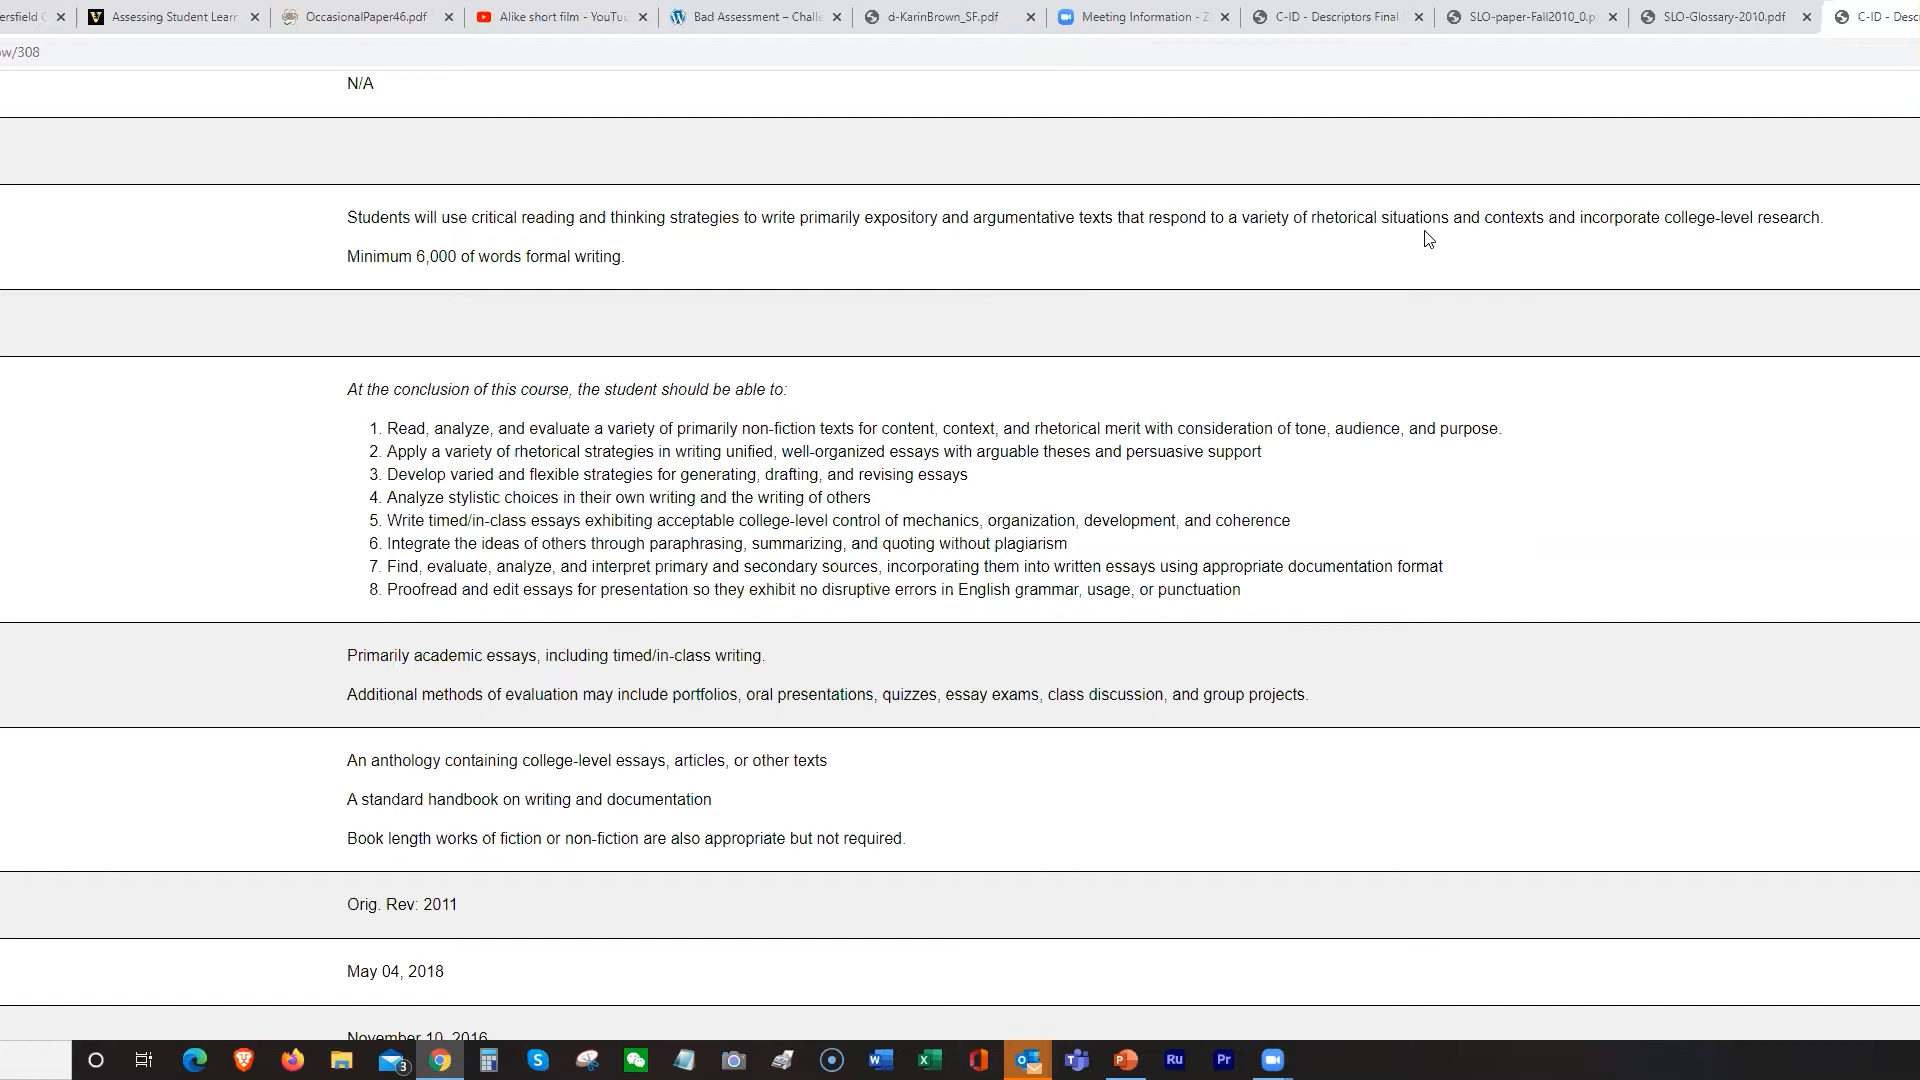 ersfield C
Assessing Student Learn
OccasionalPaper46.pdf
Alike short film - YouTu
Bad Assessment – Challe
d-KarinBrown_SF.pdf
Meeting Information - Z
C-ID - Descriptors Final
SLO-paper-Fall2010_0.p
SLO-Glossary-2010.pdf
C-ID - Desc
ow/308
N/A
Students will use critical reading and thinking strategies to write primarily expository and argumentative texts that respond to a variety of rhetorical situations and contexts and incorporate college-level research.
Minimum 6,000 of words formal writing.
At the conclusion of this course, the student should be able to:
1. Read, analyze, and evaluate a variety of primarily non-fiction texts for content, context, and rhetorical merit with consideration of tone, audience, and purpose.
2. Apply a variety of rhetorical strategies in writing unified, well-organized essays with arguable theses and persuasive support
3. Develop varied and flexible strategies for generating, drafting, and revising essays
4. Analyze stylistic choices in their own writing and the writing of others
5. Write timed/in-class essays exhibiting acceptable college-level control of mechanics, organization, development, and coherence
6. Integrate the ideas of others through paraphrasing, summarizing, and quoting without plagiarism
7. Find, evaluate, analyze, and interpret primary and secondary sources, incorporating them into written essays using appropriate documentation format
8. Proofread and edit essays for presentation so they exhibit no disruptive errors in English grammar, usage, or punctuation
Primarily academic essays, including timed/in-class writing.
Additional methods of evaluation may include portfolios, oral presentations, quizzes, essay exams, class discussion, and group projects.
An anthology containing college-level essays, articles, or other texts
A standard handbook on writing and documentation
Book length works of fiction or non-fiction are also appropriate but not required.
Orig. Rev: 2011
May 04, 2018
November 10, 2016
3
Ru
Pr